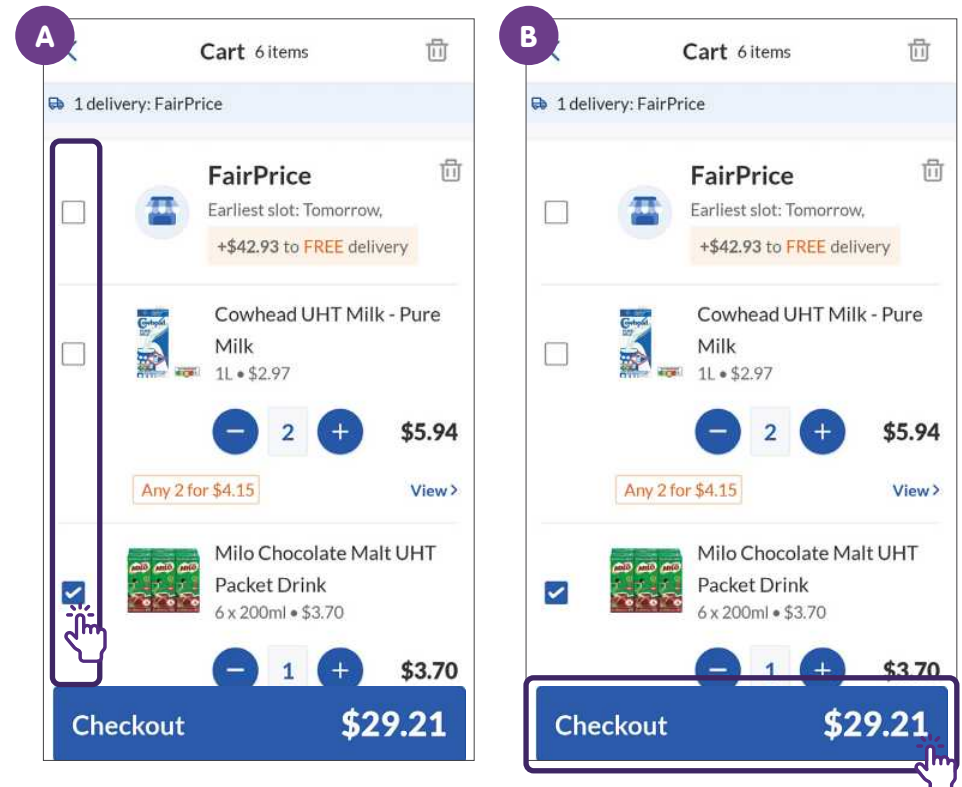 A
Cart 6 items
1 delivery: FairPrice
FairPrice
Earliest slot: Tomorrow,
+$42.93 to FREE delivery
Cowhead UHT Milk - Pure
Milk
1L • $2.97
2
$5.94
Any 2 for $4.15
View >
Milo Chocolate Malt UHT
Packet Drink
6 x 200ml • $3.70
1
$3.70
Checkout
$29.21
B
Cart 6 items
1 delivery: FairPrice
FairPrice
Earliest slot: Tomorrow,
+$42.93 to FREE delivery
Cowhead UHT Milk - Pure
Milk
1L • $2.97
2
$5.94
Any 2 for $4.15
View >
Milo Chocolate Malt UHT
Packet Drink
6 x 200ml • $3.70
1
$3.70
Checkout
$29.21